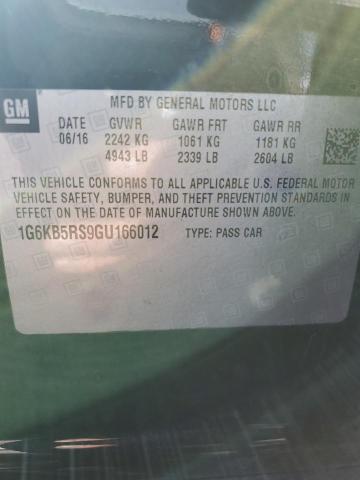 GM
MFD BY GENERAL MOTORS LLC
DATE GVWR GAWR FRT GAWR RR
06/16 2242 KG 1061 KG 1181 KG
4943 LB 2339 LB 2604 LB
THIS VEHICLE CONFORMS TO ALL APPLICABLE U.S. FEDERAL MOTOR
VEHICLE SAFETY, BUMPER, AND THEFT PREVENTION STANDARDS IN
EFFECT ON THE DATE OF MANUFACTURE SHOWN ABOVE.
1G6KB5RS9GU166012 TYPE: PASS CAR